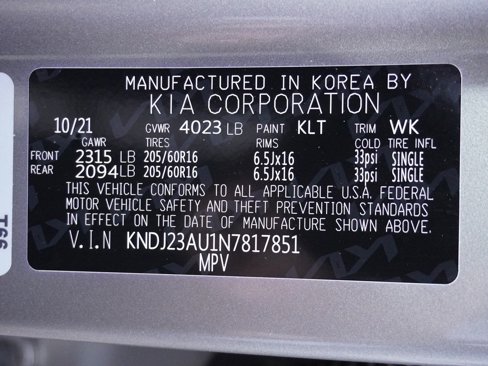 MANUFACTURED IN KOREA BY
KIA CORPORATION
10/21 GVWR 4023 LB PAINT KLT TRIM WK
GAWR TIRES RIMS COLD TIRE INFL
FRONT 2315 LB 205/60R16 6.5Jx16 33psi SINGLE
REAR 2094 LB 205/60R16 6.5Jx16 33psi SINGLE
THIS VEHICLE CONFORMS TO ALL APPLICABLE U.S.A. FEDERAL
MOTOR VEHICLE SAFETY AND THEFT PREVENTION STANDARDS
IN EFFECT ON THE DATE OF MANUFACTURE SHOWN ABOVE.
V.I.N KNDJ23AU1N7817851
MPV